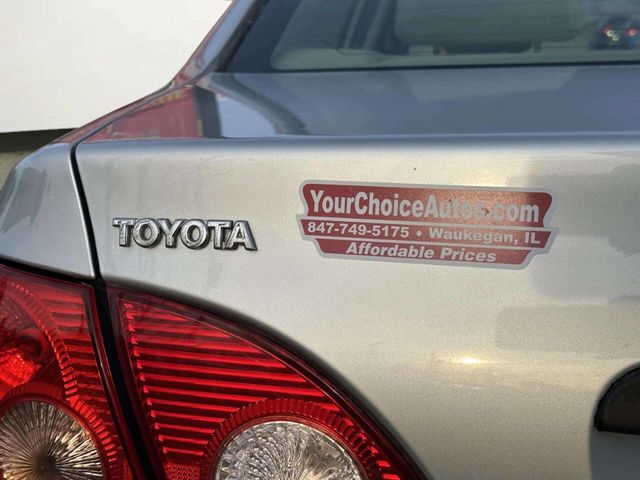 TOYOTA
YourChoiceAutos.com
847-749-5175 • Waukegan, IL
Affordable Prices